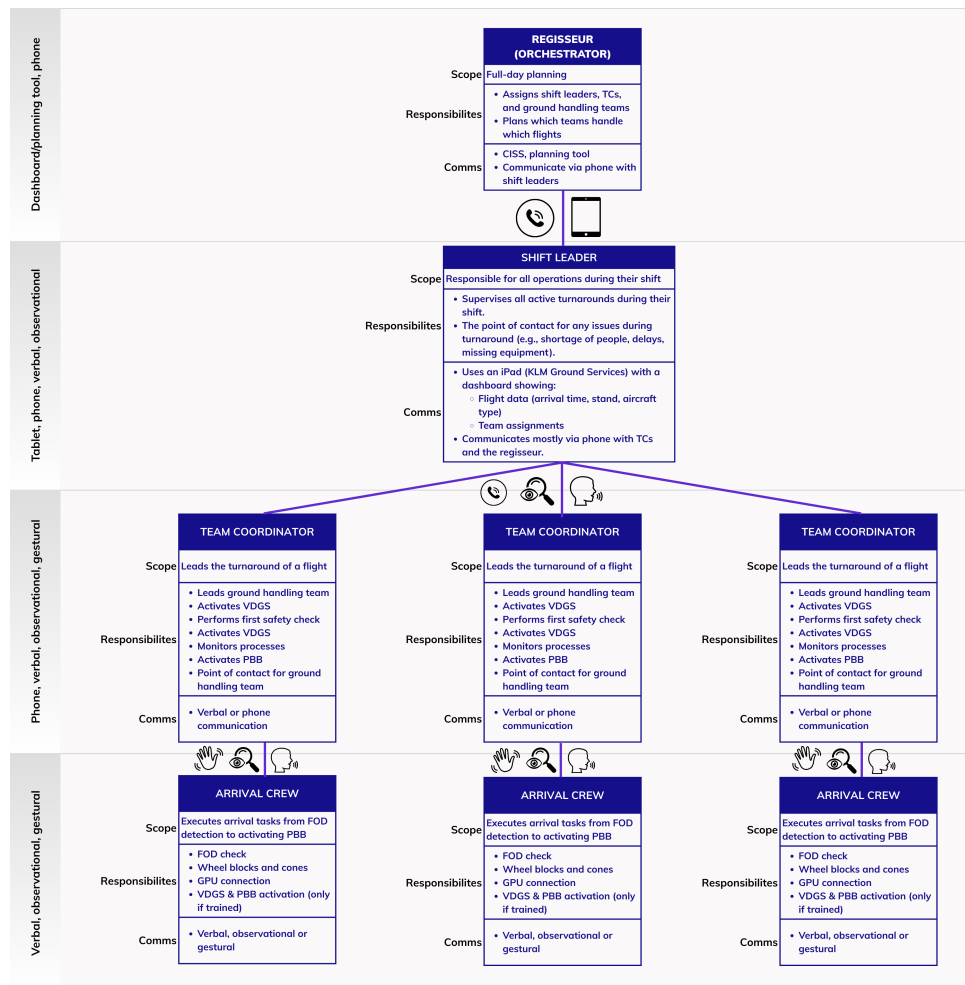 Dashboard/planning tool, phone
REGISSEUR
(ORCHESTRATOR)
Scope
Full-day planning
Responsibilites
• Assigns shift leaders, TCs,
and ground handling teams
• Plans which teams handle
which flights
Comms
• CISS, planning tool
• Communicate via phone with
shift leaders
Tablet, phone, verbal, observational
SHIFT LEADER
Scope
Responsible for all operations during their shift
Responsibilites
• Supervises all active turnarounds during their
shift.
• The point of contact for any issues during
turnaround (e.g., shortage of people, delays,
missing equipment).
Comms
• Uses an iPad (KLM Ground Services) with a
dashboard showing:
○ Flight data (arrival time, stand, aircraft
type)
○ Team assignments
• Communicates mostly via phone with TCs
and the regisseur.
Phone, verbal, observational, gestural
TEAM COORDINATOR
Scope
Leads the turnaround of a flight
Responsibilites
• Leads ground handling team
• Activates VDGS
• Performs first safety check
• Activates VDGS
• Monitors processes
• Activates PBB
• Point of contact for ground
handling team
Comms
• Verbal or phone
communication
TEAM COORDINATOR
Scope
Leads the turnaround of a flight
Responsibilites
• Leads ground handling team
• Activates VDGS
• Performs first safety check
• Activates VDGS
• Monitors processes
• Activates PBB
• Point of contact for ground
handling team
Comms
• Verbal or phone
communication
TEAM COORDINATOR
Scope
Leads the turnaround of a flight
Responsibilites
• Leads ground handling team
• Activates VDGS
• Performs first safety check
• Activates VDGS
• Monitors processes
• Activates PBB
• Point of contact for ground
handling team
Comms
• Verbal or phone
communication
Verbal, observational, gestural
ARRIVAL CREW
Scope
Executes arrival tasks from FOD
detection to activating PBB
Responsibilites
• FOD check
• Wheel blocks and cones
• GPU connection
• VDGS & PBB activation (only
if trained)
Comms
• Verbal, observational or
gestural
ARRIVAL CREW
Scope
Executes arrival tasks from FOD
detection to activating PBB
Responsibilites
• FOD check
• Wheel blocks and cones
• GPU connection
• VDGS & PBB activation (only
if trained)
Comms
• Verbal, observational or
gestural
ARRIVAL CREW
Scope
Executes arrival tasks from FOD
detection to activating PBB
Responsibilites
• FOD check
• Wheel blocks and cones
• GPU connection
• VDGS & PBB activation (only
if trained)
Comms
• Verbal, observational or
gestural